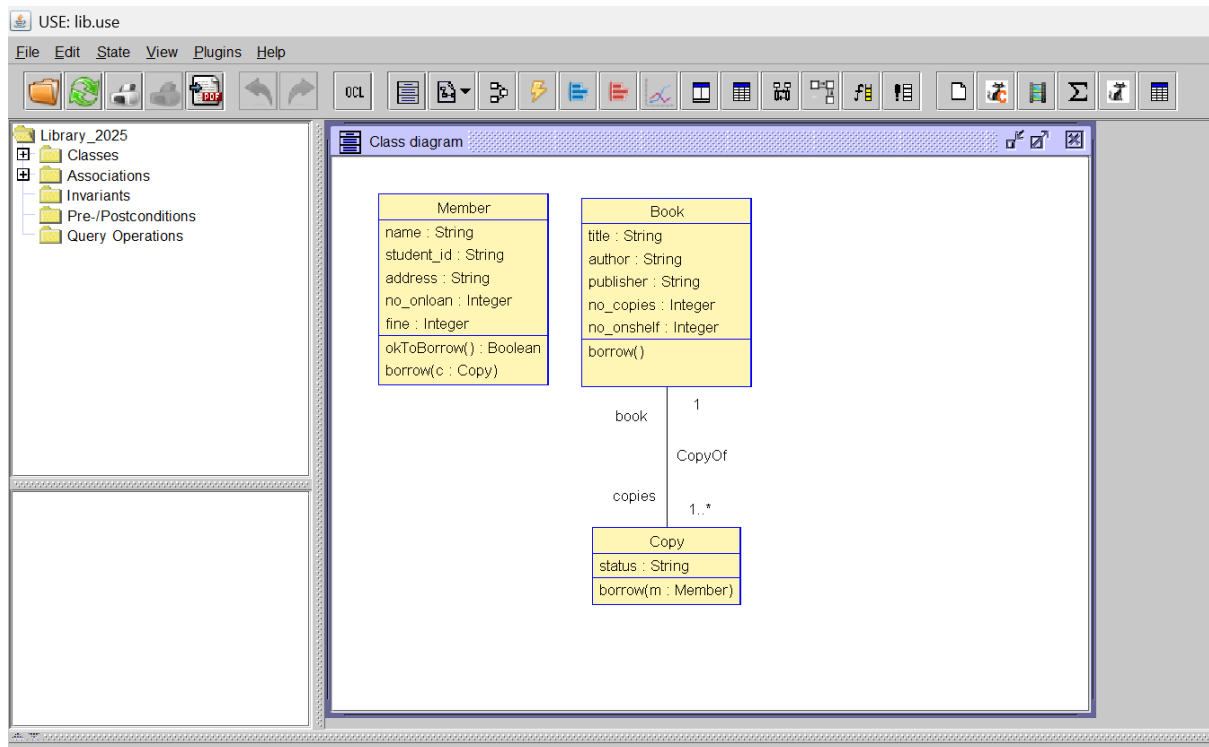 USE: lib.use
File Edit State View Plugins Help
PDF OCL
Library_2025
Classes
Associations
Invariants
Pre-/Postconditions
Query Operations
Class diagram
Member
name : String
student_id : String
address : String
no_onloan : Integer
fine : Integer
okToBorrow() : Boolean
borrow(c : Copy)
Book
title : String
author : String
publisher : String
no_copies : Integer
no_onshelf : Integer
borrow()
book
1
CopyOf
copies
1..*
Copy
status : String
borrow(m : Member)